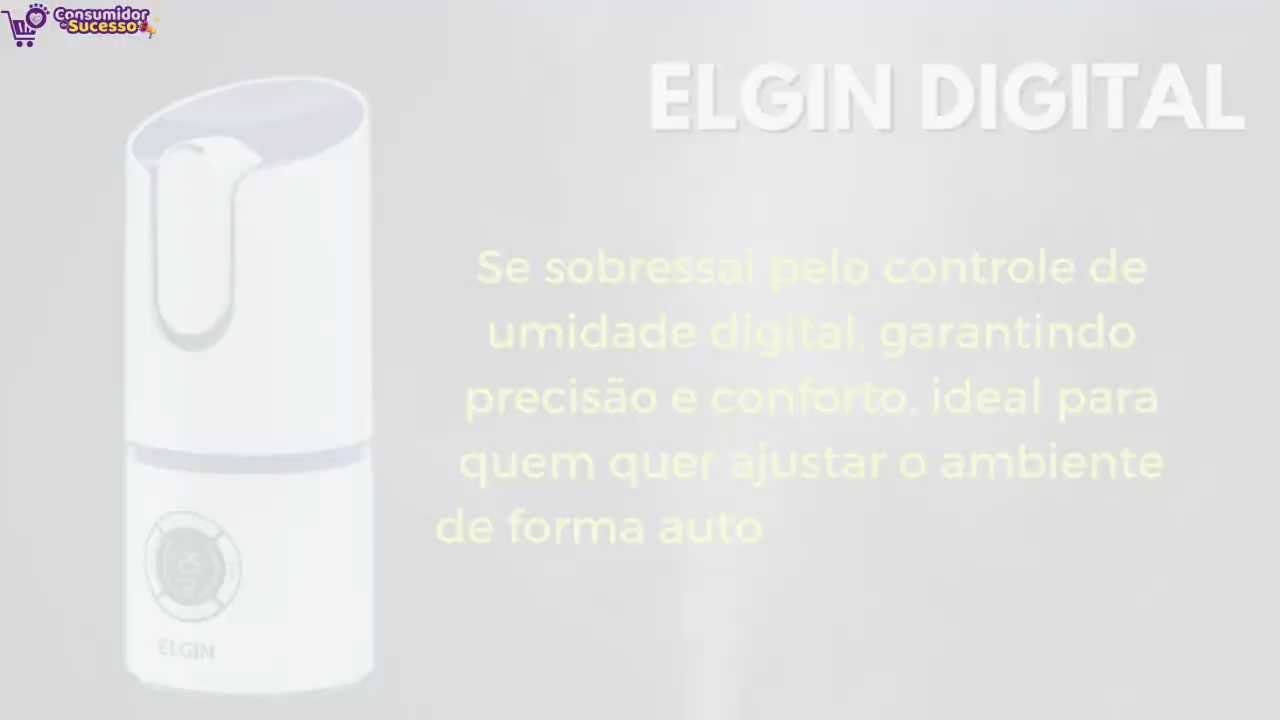 Consumidor
de Sucesso
ELGIN DIGITAL
Se sobressai pelo controle de
umidade digital, garantindo
precisão e conforto, ideal para
quem quer ajustar o ambiente
de forma auto
ELGIN